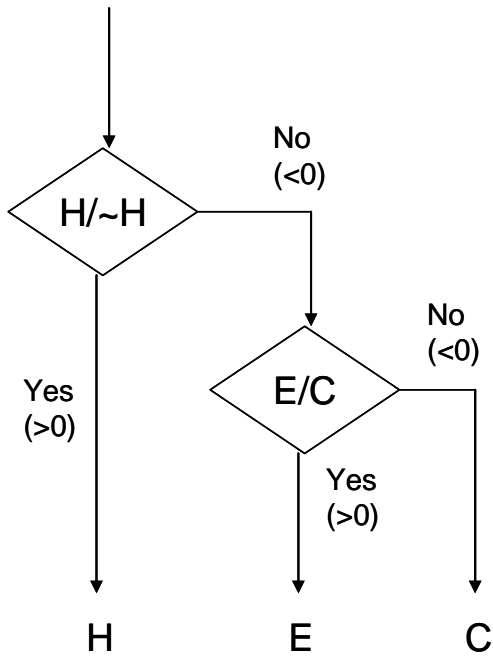 No
(<0)
H/~H
No
(<0)
E/C
Yes
(>0)
Yes
(>0)
H
E
C